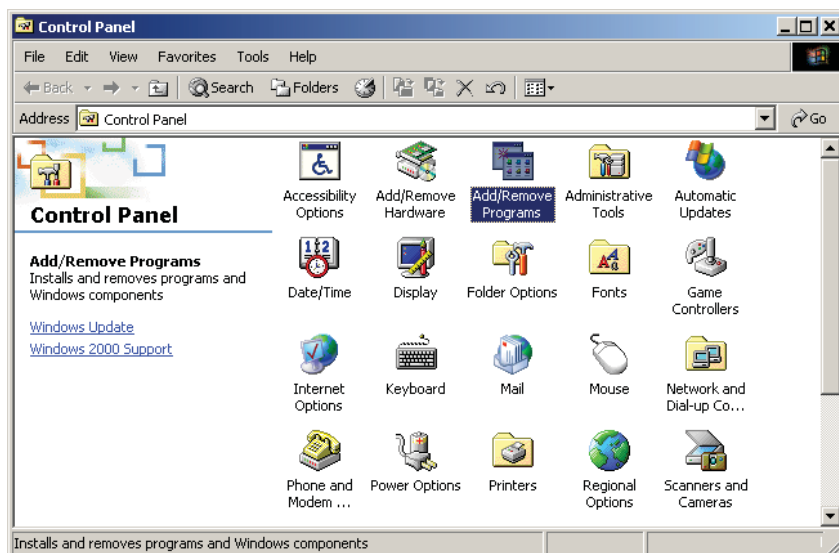 Control Panel
File Edit View Favorites Tools Help
Back Search Folders
Address Control Panel Go
Control Panel
Add/Remove Programs
Installs and removes programs and
Windows components
Windows Update
Windows 2000 Support
Accessibility Options
Add/Remove Hardware
Add/Remove Programs
Administrative Tools
Automatic Updates
12
Date/Time
Display
Folder Options
Fonts
Game Controllers
Internet Options
Keyboard
Mail
Mouse
Network and Dial-up Co...
Phone and Modem ...
Power Options
Printers
Regional Options
Scanners and Cameras
Installs and removes programs and Windows components